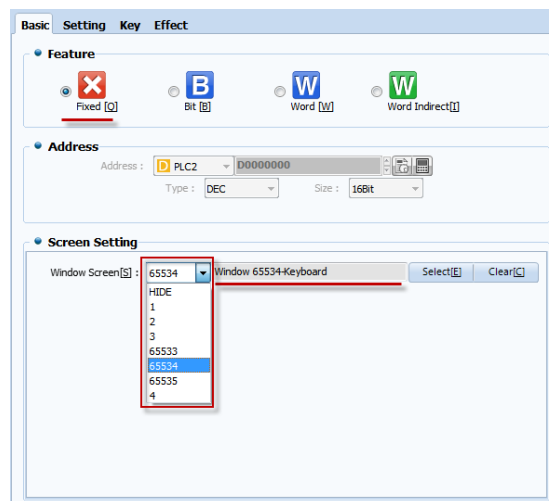 Basic Setting Key Effect
Feature
Fixed [O] Bit [B] Word [W] Word Indirect[I]
Address
Address : D PLC2 D0000000
Type : DEC Size : 16Bit
Screen Setting
Window Screen[S] : 65534 Window 65534-Keyboard Select[E] Clear[C]
HIDE
1
2
3
65533
65534
65535
4